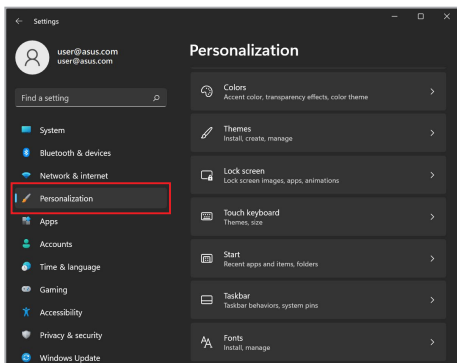 Settings
user@asus.com
user@asus.com
Find a setting
System
Bluetooth & devices
Network & internet
Personalization
Apps
Accounts
Time & language
Gaming
Accessibility
Privacy & security
Windows Update
Personalization
Colors
Accent color, transparency effects, color theme
Themes
Install, create, manage
Lock screen
Lock screen images, apps, animations
Touch keyboard
Themes, size
Start
Recent apps and items, folders
Taskbar
Taskbar behaviors, system pins
Fonts
Install, manage